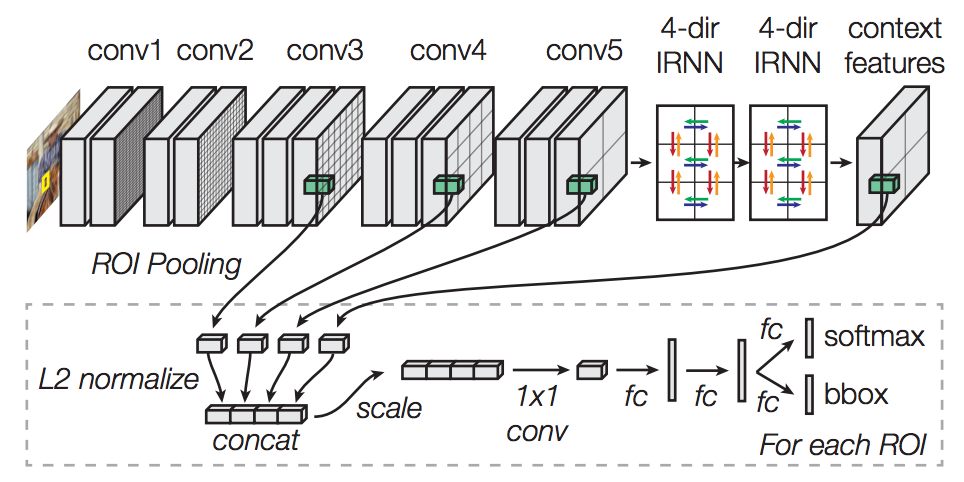 conv1
conv2
conv3
conv4
conv5
4-dir
IRNN
4-dir
IRNN
context
features
ROI Pooling
L2 normalize
concat
scale
1x1
conv
fc
fc
fc
fc
softmax
bbox
For each ROI